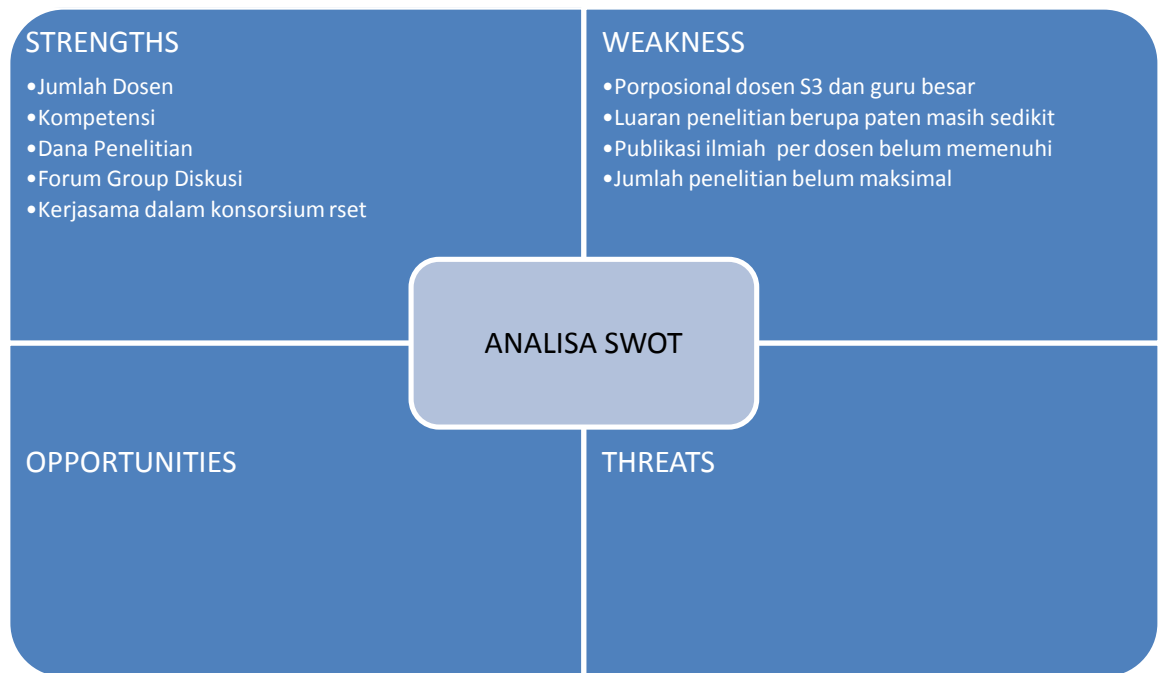 STRENGTHS
•Jumlah Dosen
•Kompetensi
•Dana Penelitian
•Forum Group Diskusi
•Kerjasama dalam konsorsium rset
WEAKNESS
•Porposional dosen S3 dan guru besar
•Luaran penelitian berupa paten masih sedikit
•Publikasi ilmiah per dosen belum memenuhi
•Jumlah penelitian belum maksimal
ANALISA SWOT
OPPORTUNITIES
THREATS